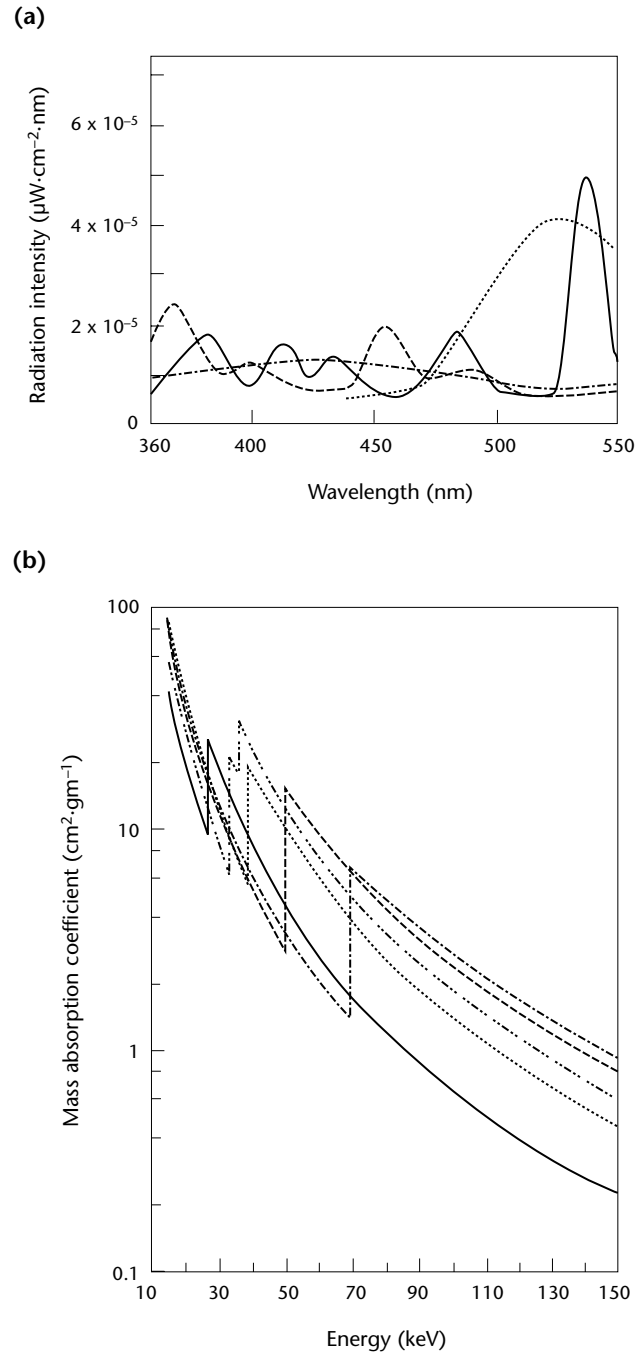 (a)
Radiation intensity (μW·cm⁻²·nm)
6 x 10⁻⁵
4 x 10⁻⁵
2 x 10⁻⁵
0
360
400
450
500
550
Wavelength (nm)
(b)
Mass absorption coefficient (cm²·gm⁻¹)
100
10
1
0.1
10
30
50
70
90
110
130
150
Energy (keV)